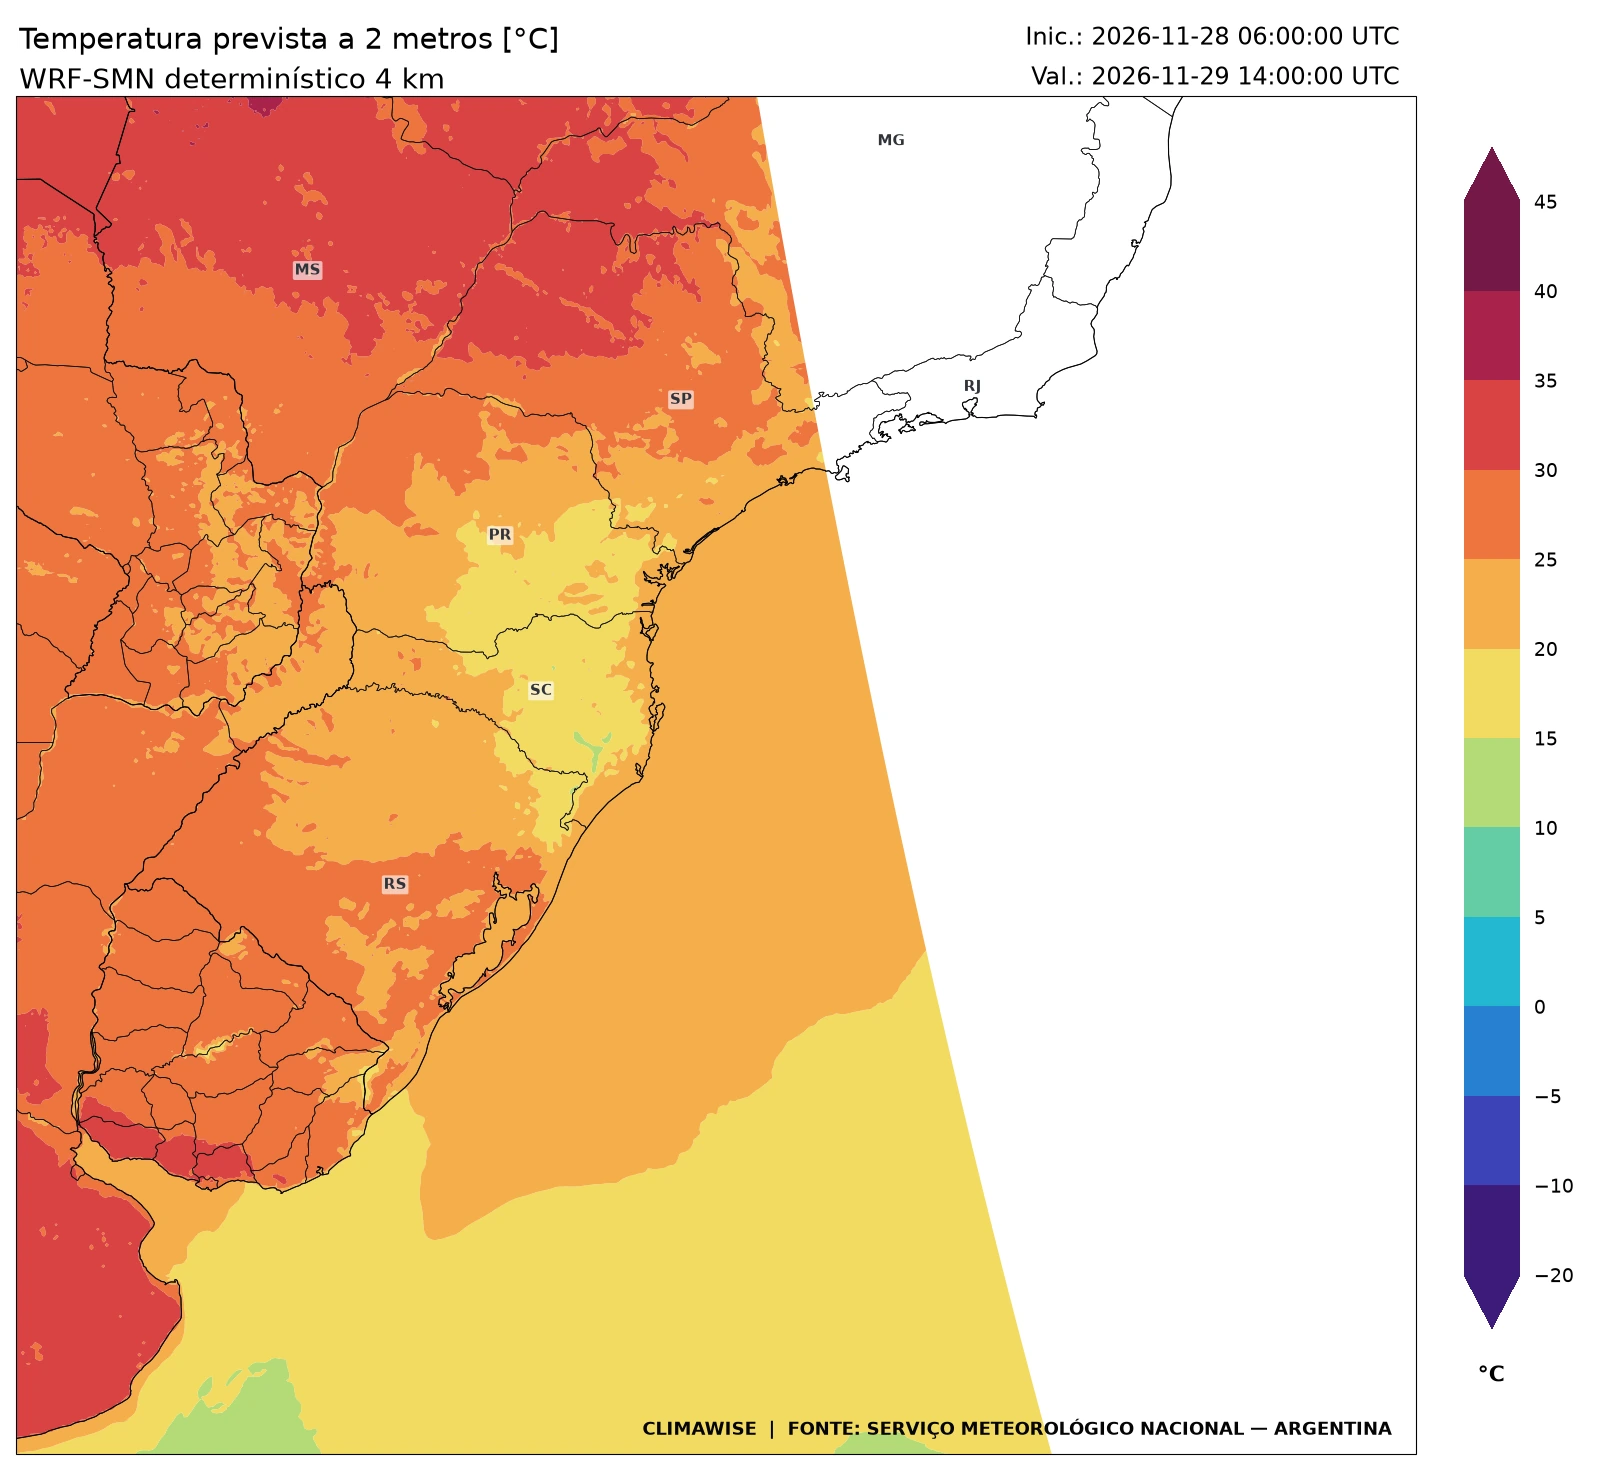 Temperatura prevista a 2 metros [°C]
WRF-SMN determinístico 4 km
Inic.: 2026-11-28 06:00:00 UTC
Val.: 2026-11-29 14:00:00 UTC
MG
MS
RJ
SP
PR
SC
RS
45
40
35
30
25
20
15
10
5
0
−5
−10
−20
°C
CLIMAWISE | FONTE: SERVIÇO METEOROLÓGICO NACIONAL — ARGENTINA